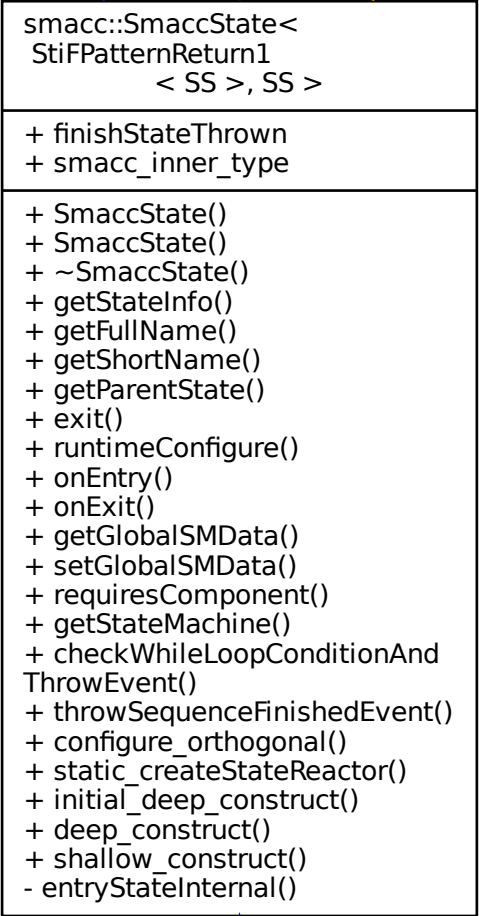 smacc::SmaccState<
StiFPatternReturn1
< SS >, SS >
+ finishStateThrown
+ smacc_inner_type
+ SmaccState()
+ SmaccState()
+ ~SmaccState()
+ getStateInfo()
+ getFullName()
+ getShortName()
+ getParentState()
+ exit()
+ runtimeConfigure()
+ onEntry()
+ onExit()
+ getGlobalSMData()
+ setGlobalSMData()
+ requiresComponent()
+ getStateMachine()
+ checkWhileLoopConditionAnd
ThrowEvent()
+ throwSequenceFinishedEvent()
+ configure_orthogonal()
+ static_createStateReactor()
+ initial_deep_construct()
+ deep_construct()
+ shallow_construct()
- entryStateInternal()